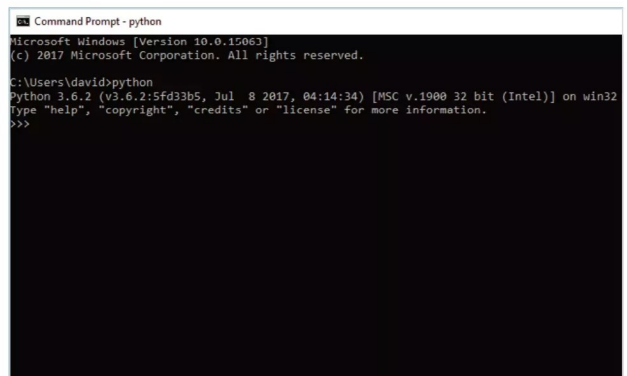 Command Prompt - python
Microsoft Windows [Version 10.0.15063]
(c) 2017 Microsoft Corporation. All rights reserved.
C:\Users\david>python
Python 3.6.2 (v3.6.2:5fd33b5, Jul  8 2017, 04:14:34) [MSC v.1900 32 bit (Intel)] on win32
Type "help", "copyright", "credits" or "license" for more information.
>>>